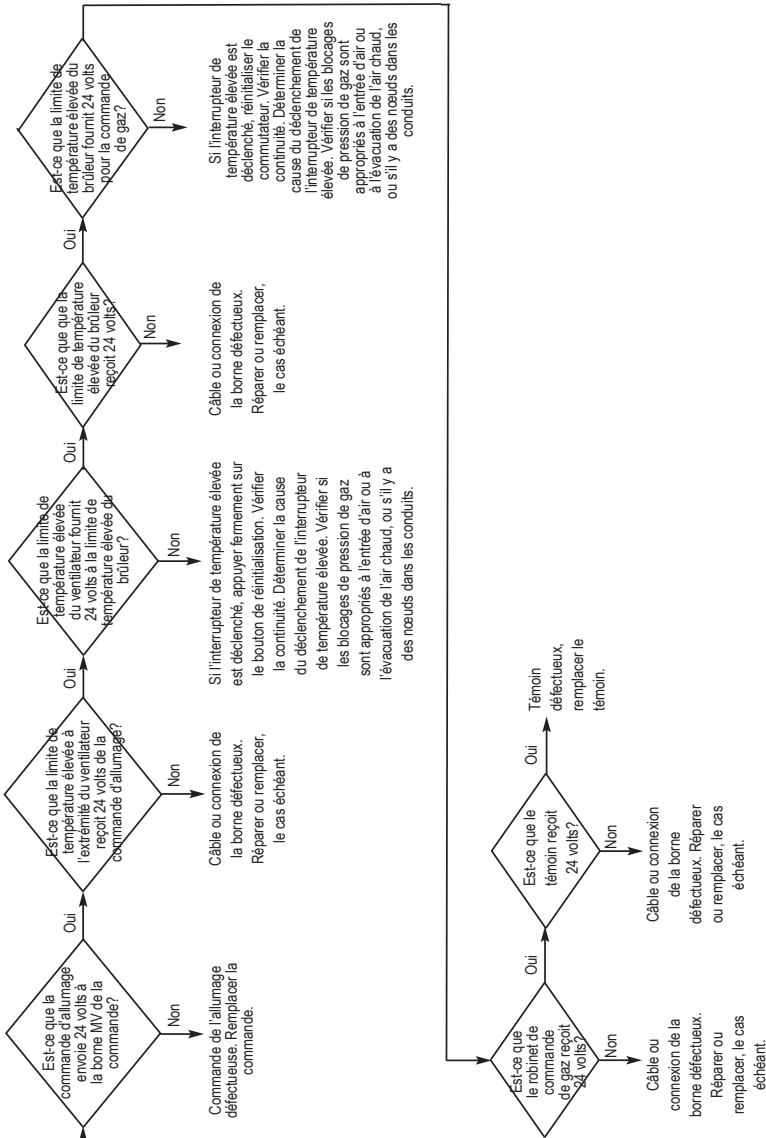 Est-ce que la
commande d'allumage
envoie 24 volts à
la borne MV de la
commande?
Oui
Non
Commande de l'allumage
défectueuse. Remplacer la
commande.
Est-ce que la limite de
température élevée à
l'extrémité du ventilateur
reçoit 24 volts de la
commande d'allumage?
Oui
Non
Câble ou connexion de
la borne défectueux.
Réparer ou remplacer,
le cas échéant.
Est-ce que la limite de
température élevée
du ventilateur fournit
24 volts à la limite de
température élevée du
brûleur?
Oui
Non
Si l'interrupteur de température élevée
est déclenché, appuyer fermement sur
le bouton de réinitialisation. Vérifier
la continuité. Déterminer la cause
du déclenchement de l'interrupteur
de température élevée. Vérifier si
les blocages de pression de gaz
sont appropriés à l'entrée d'air ou à
l'évacuation de l'air chaud, ou s'il y a
des nœuds dans les conduits.
Est-ce que que la
limite de température
élevée du brûleur
reçoit 24 volts?
Oui
Non
Câble ou connexion de
la borne défectueux.
Réparer ou remplacer,
le cas échéant.
Est-ce que la limite de
température élevée du
brûleur fournit 24 volts
pour la commande
de gaz?
Non
Si l'interrupteur de
température élevée est
déclenché, réinitialiser le
commutateur. Vérifier la
continuité. Déterminer la
cause du déclenchement de
l'interrupteur de température
élevée. Vérifier si les blocages
de pression de gaz sont
appropriés à l'entrée d'air ou
à l'évacuation de l'air chaud,
ou s'il y a des nœuds dans les
conduits.
Est-ce que
le robinet de
commande
de gaz reçoit
24 volts?
Oui
Non
Câble ou
connexion de la
borne défectueux.
Réparer ou
remplacer, le cas
échéant.
Est-ce que le
témoin reçoit
24 volts?
Oui
Non
Câble ou connexion
de la borne
défectueux. Réparer
ou remplacer, le cas
échéant.
Témoin
défectueux,
remplacer le
témoin.